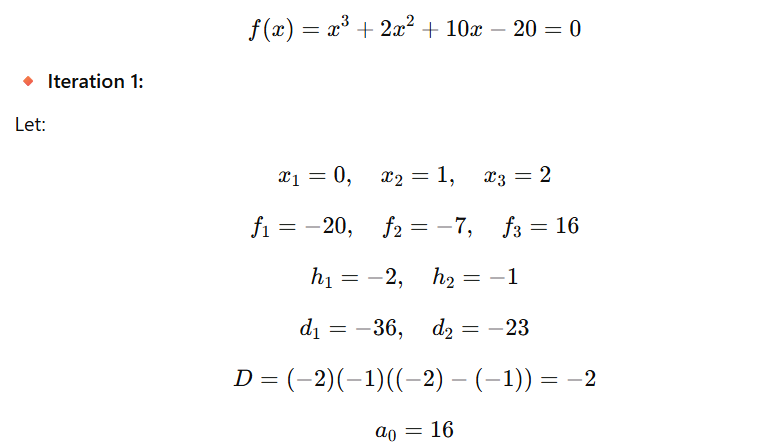 f(x) = x³ + 2x² + 10x − 20 = 0
Iteration 1:
Let:
x₁ = 0, x₂ = 1, x₃ = 2
f₁ = −20, f₂ = −7, f₃ = 16
h₁ = −2, h₂ = −1
d₁ = −36, d₂ = −23
D = (−2)(−1)((−2) − (−1)) = −2
a₀ = 16